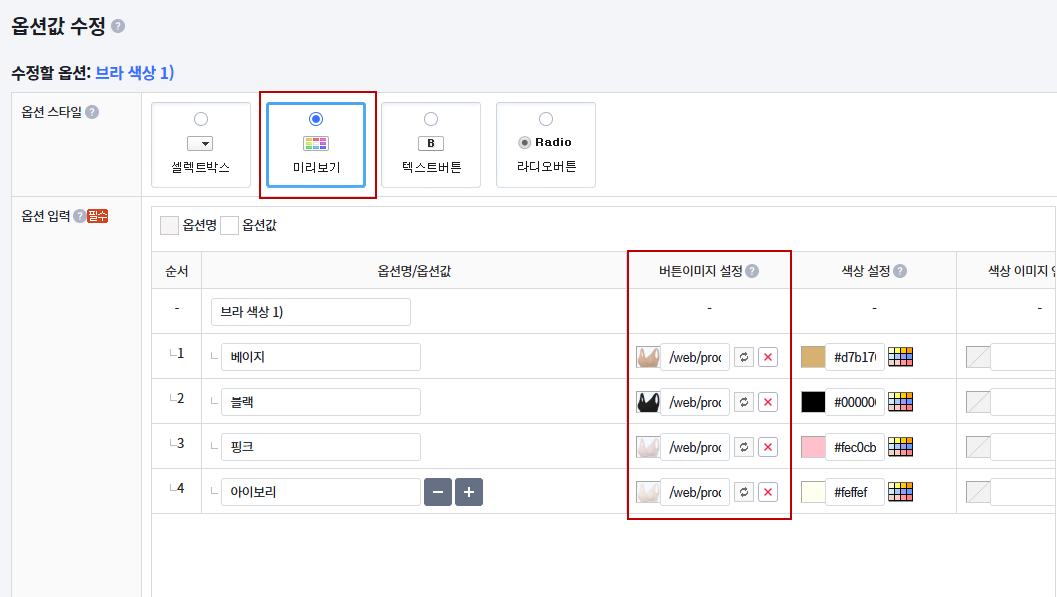 옵션값 수정 ?
수정할 옵션: 브라 색상 1)
옵션 스타일 ?
셀렉트박스
미리보기
B
텍스트버튼
Radio
라디오버튼
옵션 입력 ? 필수
옵션명 옵션값
순서 옵션명/옵션값 버튼이미지 설정 ? 색상 설정 ? 색상 이미지
- 브라 색상 1) - - -
1 베이지 /web/proc #d7b17
2 블랙 /web/proc #00000
3 핑크 /web/proc #fec0cb
4 아이보리 − + /web/proc #feffef